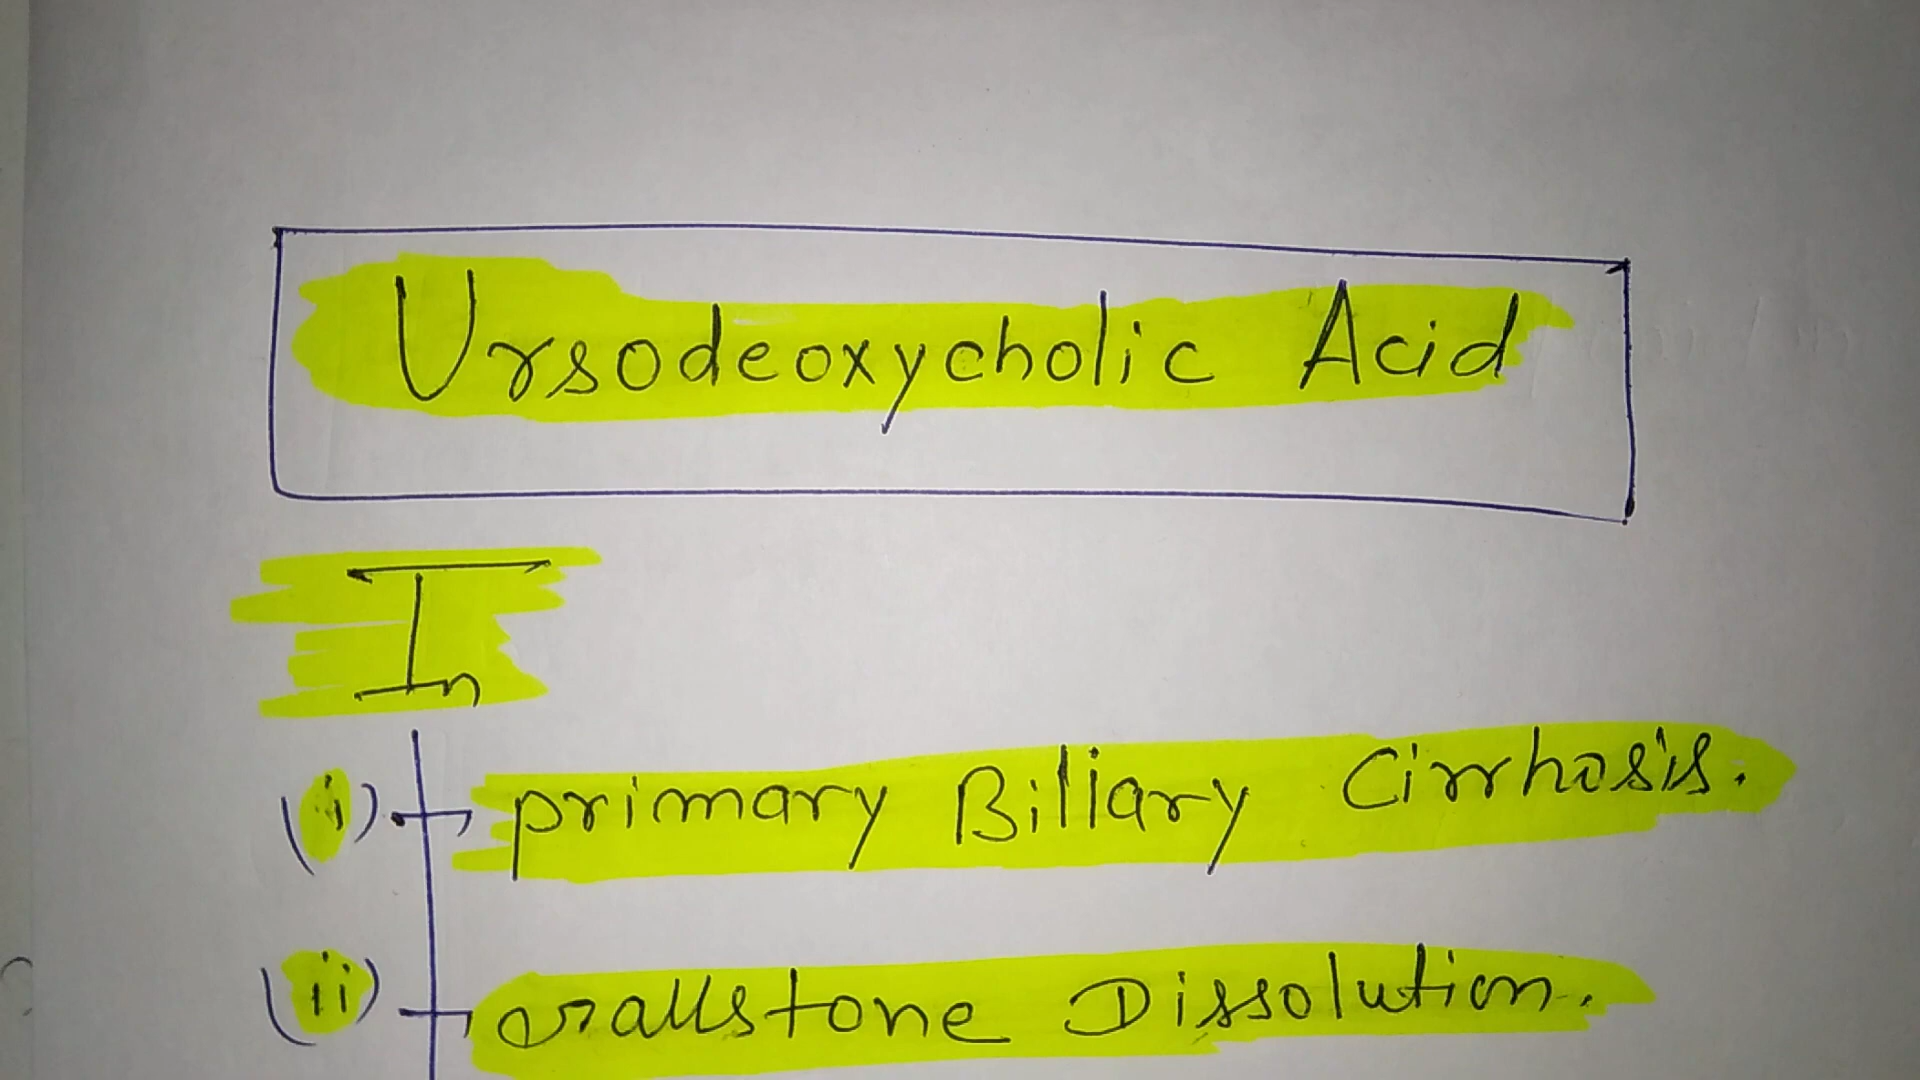 Ursodeoxycholic Acid
In
(i) primary Biliary Cirrhosis.
(ii) Gallstone Dissolution.